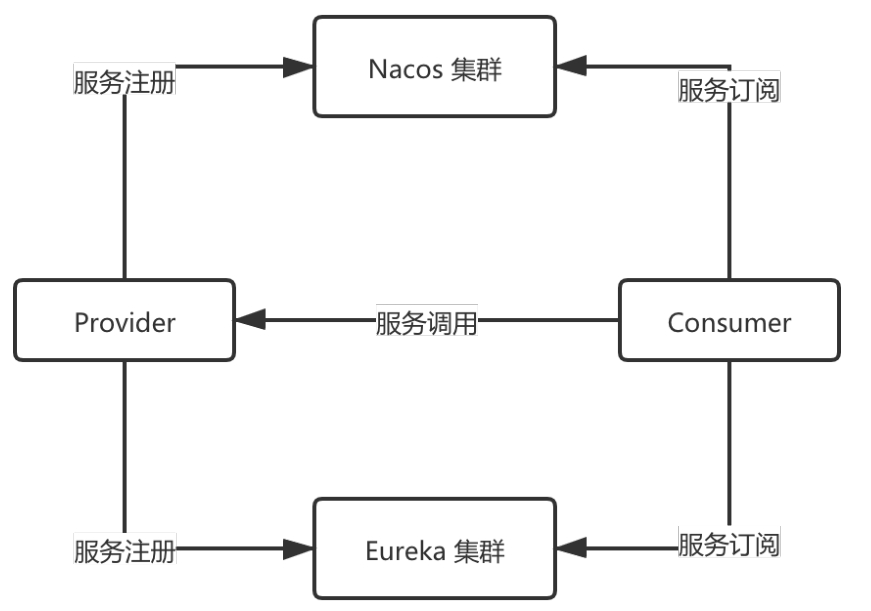 Nacos 集群
服务注册
服务订阅
Provider
服务调用
Consumer
服务注册
Eureka 集群
服务订阅